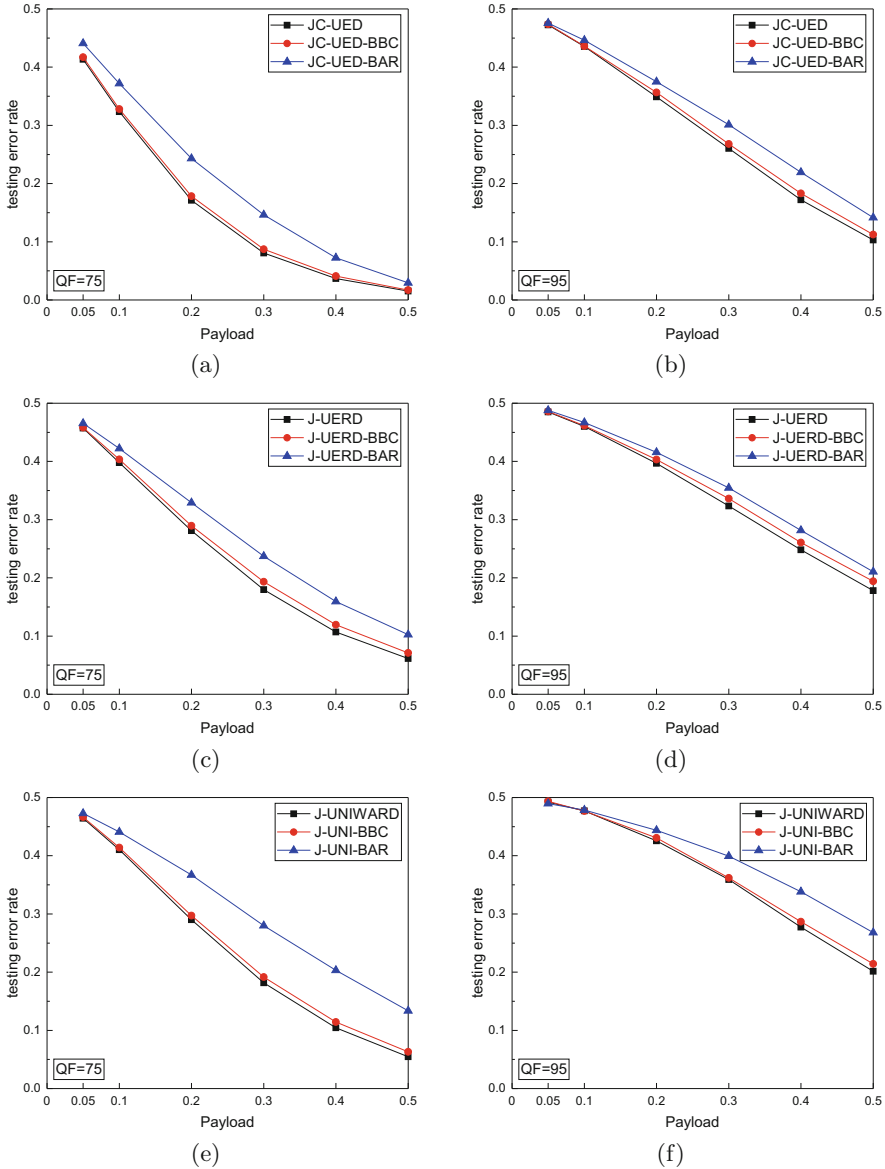 0.5
0.4
0.3
0.2
0.1
0.0
testing error rate
JC-UED
JC-UED-BBC
JC-UED-BAR
QF=75
0 0.05 0.1 0.2 0.3 0.4 0.5
Payload
(a)
0.5
0.4
0.3
0.2
0.1
0.0
testing error rate
JC-UED
JC-UED-BBC
JC-UED-BAR
QF=95
0 0.05 0.1 0.2 0.3 0.4 0.5
Payload
(b)
0.5
0.4
0.3
0.2
0.1
0.0
testing error rate
J-UERD
J-UERD-BBC
J-UERD-BAR
QF=75
0 0.05 0.1 0.2 0.3 0.4 0.5
Payload
(c)
0.5
0.4
0.3
0.2
0.1
0.0
testing error rate
J-UERD
J-UERD-BBC
J-UERD-BAR
QF=95
0 0.05 0.1 0.2 0.3 0.4 0.5
Payload
(d)
0.5
0.4
0.3
0.2
0.1
0.0
testing error rate
J-UNIWARD
J-UNI-BBC
J-UNI-BAR
QF=75
0 0.05 0.1 0.2 0.3 0.4 0.5
Payload
(e)
0.5
0.4
0.3
0.2
0.1
0.0
testing error rate
J-UNIWARD
J-UNI-BBC
J-UNI-BAR
QF=95
0 0.05 0.1 0.2 0.3 0.4 0.5
Payload
(f)